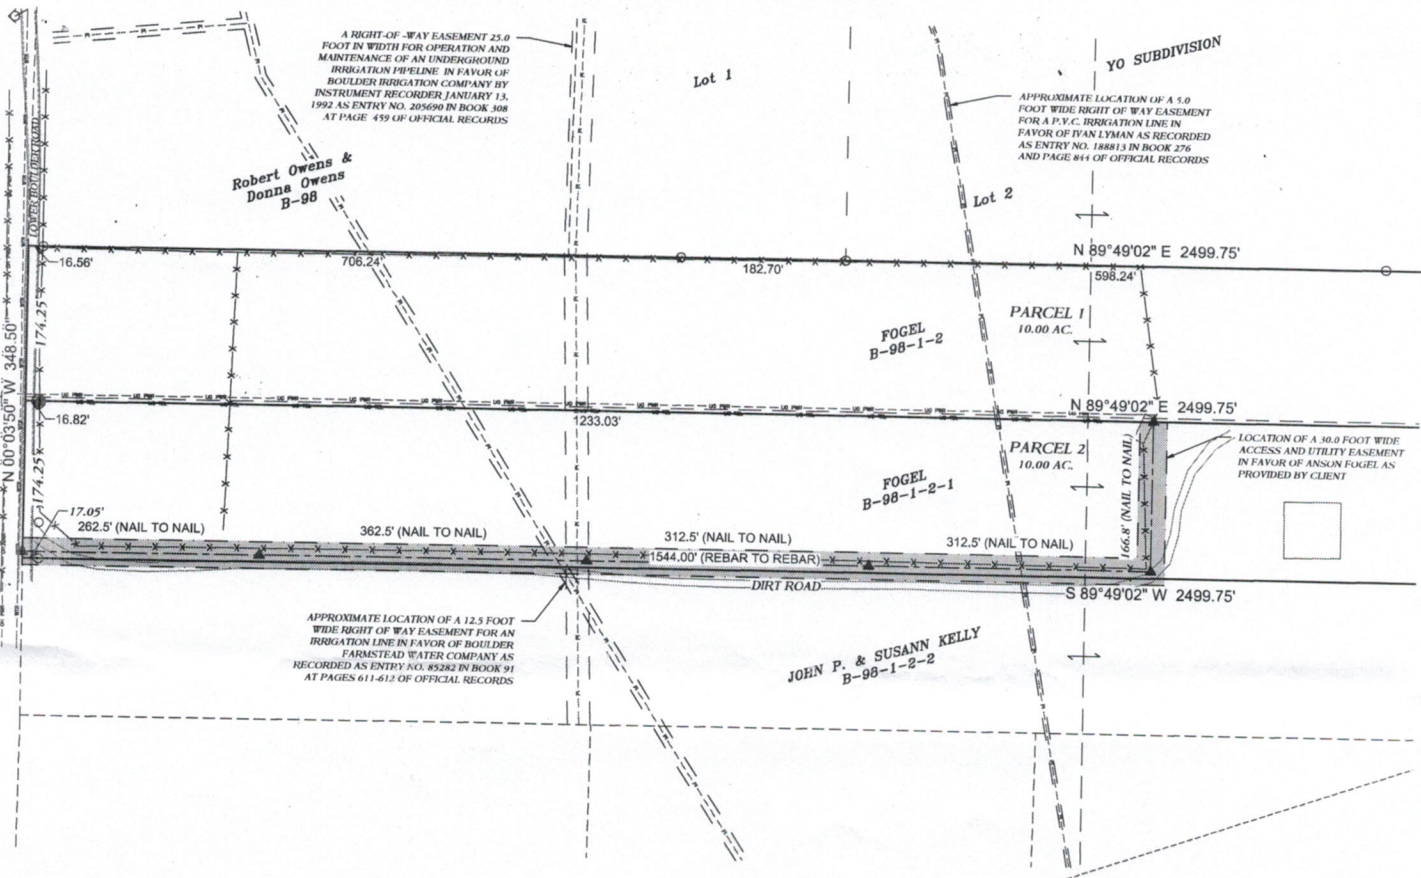 A RIGHT-OF -WAY EASEMENT 25.0
FOOT IN WIDTH FOR OPERATION AND
MAINTENANCE OF AN UNDERGROUND
IRRIGATION PIPELINE IN FAVOR OF
BOULDER IRRIGATION COMPANY BY
INSTRUMENT RECORDER JANUARY 13,
1992 AS ENTRY NO. 205690 IN BOOK 308
AT PAGE 459 OF OFFICIAL RECORDS
Lot 1
YO SUBDIVISION
APPROXIMATE LOCATION OF A 5.0
FOOT WIDE RIGHT OF WAY EASEMENT
FOR A P.V.C. IRRIGATION LINE IN
FAVOR OF IVAN LYMAN AS RECORDED
AS ENTRY NO. 188813 IN BOOK 276
AND PAGE 844 OF OFFICIAL RECORDS
LOWER BOULDER ROAD
Robert Owens &
Donna Owens
B-98
Lot 2
N 89°49'02" E 2499.75'
16.56'
706.24'
182.70'
598.24'
N 00°03'50" W 348.50'
174.25'
PARCEL 1
10.00 AC.
FOGEL
B-98-1-2
N 89°49'02" E 2499.75'
16.82'
1233.03'
174.25'
PARCEL 2
10.00 AC.
FOGEL
B-98-1-2-1
166.8' (NAIL TO NAIL)
LOCATION OF A 30.0 FOOT WIDE
ACCESS AND UTILITY EASEMENT
IN FAVOR OF ANSON FOGEL AS
PROVIDED BY CLIENT
17.05'
262.5' (NAIL TO NAIL)
362.5' (NAIL TO NAIL)
312.5' (NAIL TO NAIL)
312.5' (NAIL TO NAIL)
1544.00' (REBAR TO REBAR)
DIRT ROAD
S 89°49'02" W 2499.75'
APPROXIMATE LOCATION OF A 12.5 FOOT
WIDE RIGHT OF WAY EASEMENT FOR AN
IRRIGATION LINE IN FAVOR OF BOULDER
FARMSTEAD WATER COMPANY AS
RECORDED AS ENTRY NO. 85282 IN BOOK 91
AT PAGES 611-612 OF OFFICIAL RECORDS
JOHN P. & SUSANN KELLY
B-98-1-2-2